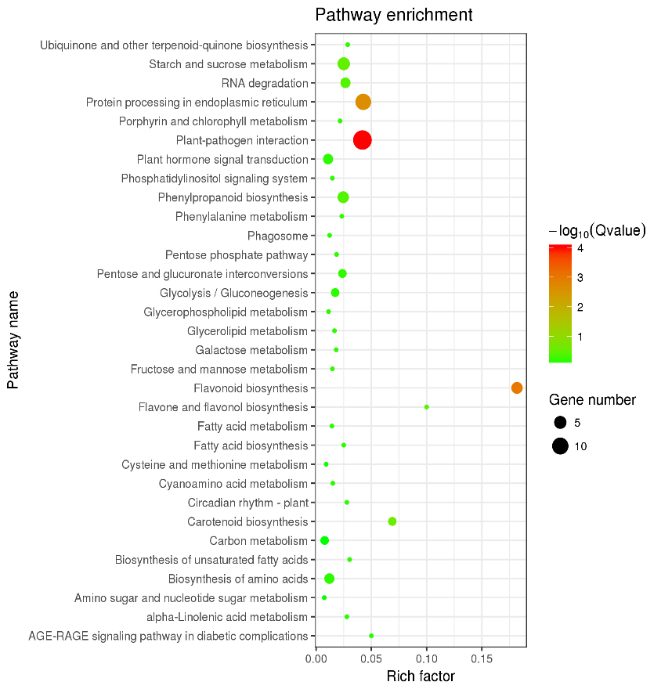 Pathway enrichment
Ubiquinone and other terpenoid-quinone biosynthesis
Starch and sucrose metabolism
RNA degradation
Protein processing in endoplasmic reticulum
Porphyrin and chlorophyll metabolism
Plant-pathogen interaction
Plant hormone signal transduction
Phosphatidylinositol signaling system
Phenylpropanoid biosynthesis
Phenylalanine metabolism
Phagosome
Pentose phosphate pathway
Pentose and glucuronate interconversions
Glycolysis / Gluconeogenesis
Glycerophospholipid metabolism
Glycerolipid metabolism
Galactose metabolism
Fructose and mannose metabolism
Flavonoid biosynthesis
Flavone and flavonol biosynthesis
Fatty acid metabolism
Fatty acid biosynthesis
Cysteine and methionine metabolism
Cyanoamino acid metabolism
Circadian rhythm - plant
Carotenoid biosynthesis
Carbon metabolism
Biosynthesis of unsaturated fatty acids
Biosynthesis of amino acids
Amino sugar and nucleotide sugar metabolism
alpha-Linolenic acid metabolism
AGE-RAGE signaling pathway in diabetic complications
Pathway name
0.00 0.05 0.10 0.15
Rich factor
−log10(Qvalue)
4
3
2
1
Gene number
5
10